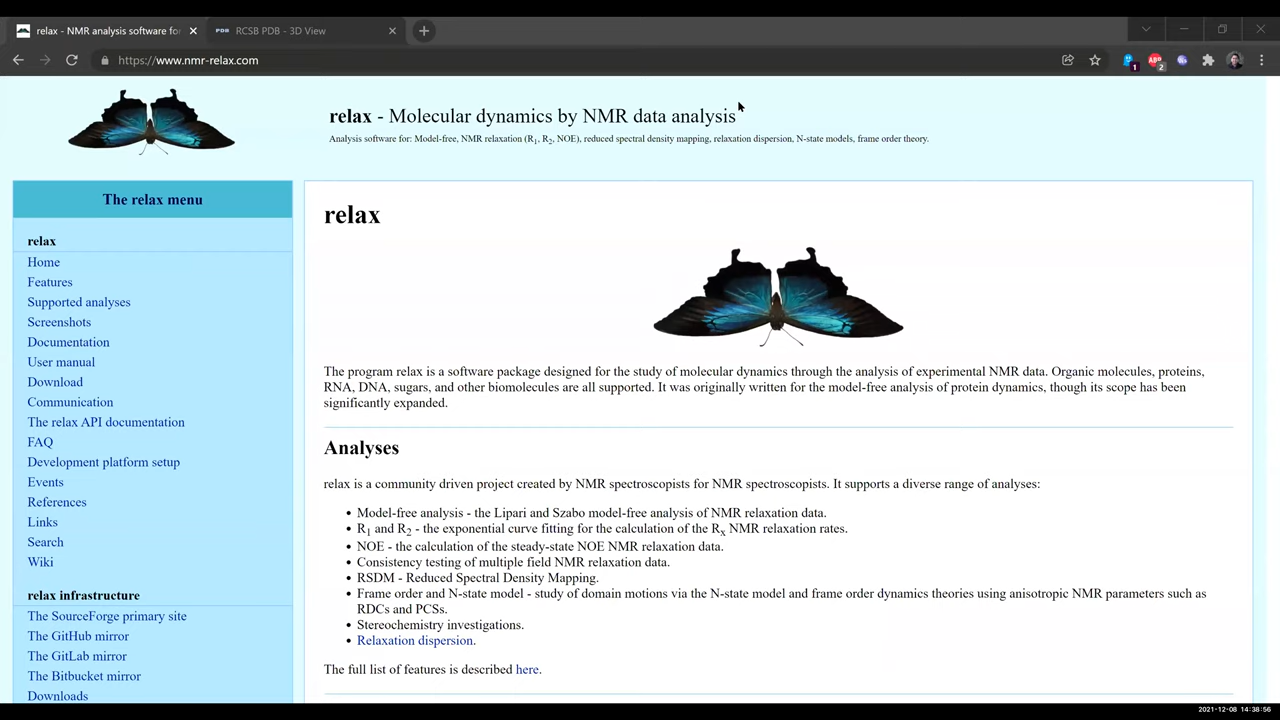 relax - NMR analysis software for
RCSB PDB - 3D View
https://www.nmr-relax.com
1
ABP
2
relax - Molecular dynamics by NMR data analysis
Analysis software for: Model-free, NMR relaxation (R1, R2, NOE), reduced spectral density mapping, relaxation dispersion, N-state models, frame order theory.
The relax menu
relax
Home
Features
Supported analyses
Screenshots
Documentation
User manual
Download
Communication
The relax API documentation
FAQ
Development platform setup
Events
References
Links
Search
Wiki
relax infrastructure
The SourceForge primary site
The GitHub mirror
The GitLab mirror
The Bitbucket mirror
Downloads
relax
The program relax is a software package designed for the study of molecular dynamics through the analysis of experimental NMR data. Organic molecules, proteins,
RNA, DNA, sugars, and other biomolecules are all supported. It was originally written for the model-free analysis of protein dynamics, though its scope has been
significantly expanded.
Analyses
relax is a community driven project created by NMR spectroscopists for NMR spectroscopists. It supports a diverse range of analyses:
Model-free analysis - the Lipari and Szabo model-free analysis of NMR relaxation data.
R1 and R2 - the exponential curve fitting for the calculation of the Rx NMR relaxation rates.
NOE - the calculation of the steady-state NOE NMR relaxation data.
Consistency testing of multiple field NMR relaxation data.
RSDM - Reduced Spectral Density Mapping.
Frame order and N-state model - study of domain motions via the N-state model and frame order dynamics theories using anisotropic NMR parameters such as
RDCs and PCSs.
Stereochemistry investigations.
Relaxation dispersion.
The full list of features is described here.
2021-12-08 14:38:56